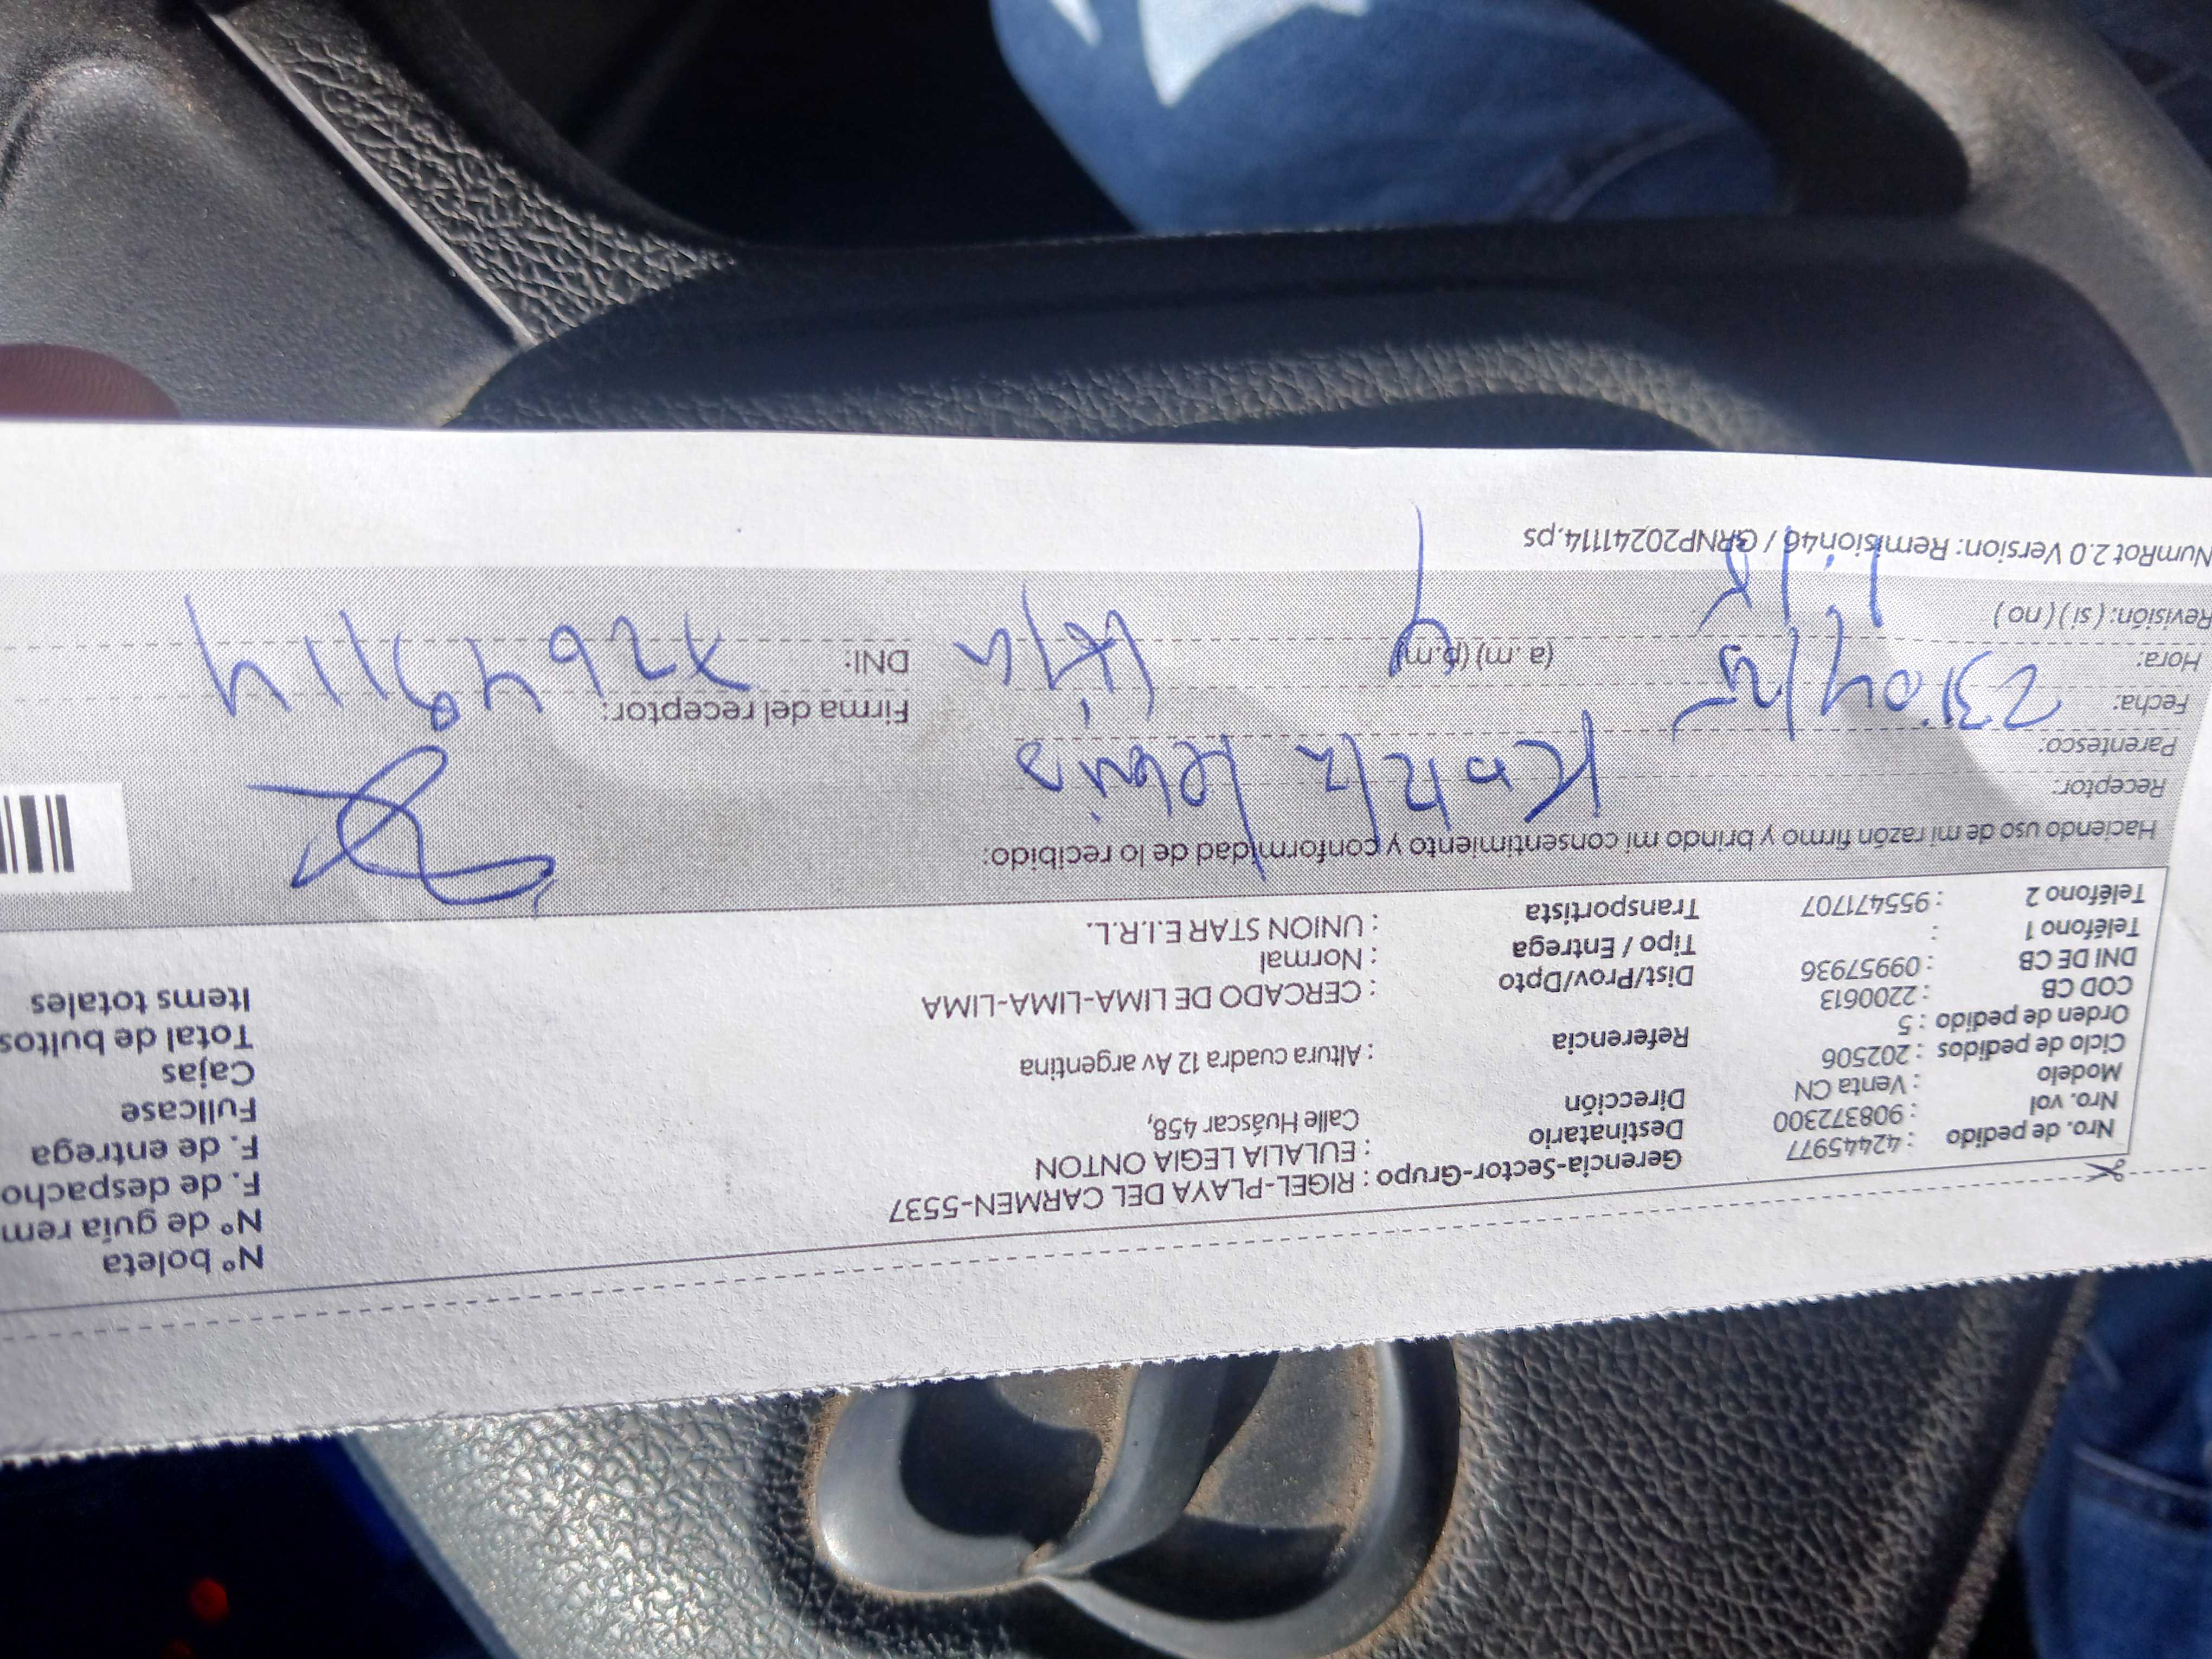 Nº boleta
Gerencia-Sector-Grupo : RIGEL-PLAYA DEL CARMEN-5537
Nº de guía rem
Nro. de pedido : 42445977
Destinatario : EULALIA LEGIA ONTON
F. de despacho
Nro. vol : 908372300
Dirección Calle Huáscar 458,
F. de entrega
Modelo : Venta CN
Fullcase
Ciclo de pedidos : 202506
Referencia : Altura cuadra 12 Av argentina
Cajas
Orden de pedido : 5
Total de bultos
COD CB : 2200613
Dist/Prov/Dpto : CERCADO DE LIMA-LIMA-LIMA
Items totales
DNI DE CB : 09957936
Tipo / Entrega : Normal
Teléfono 1 :
Transportista : UNION STAR E.I.R.L.
Teléfono 2 : 955471707
Haciendo uso de mi razón firmo y brindo mi consentimiento y conformidad de lo recibido:
Receptor: Karla
Parentesco:
Firma del receptor:
Fecha: 23/04/25
Hora: (a. m) (p.m)
DNI: 72648114
Revisión: ( si ) ( no )
NumRot 2.0 Version: Remision46 / GRNP20241114.ps